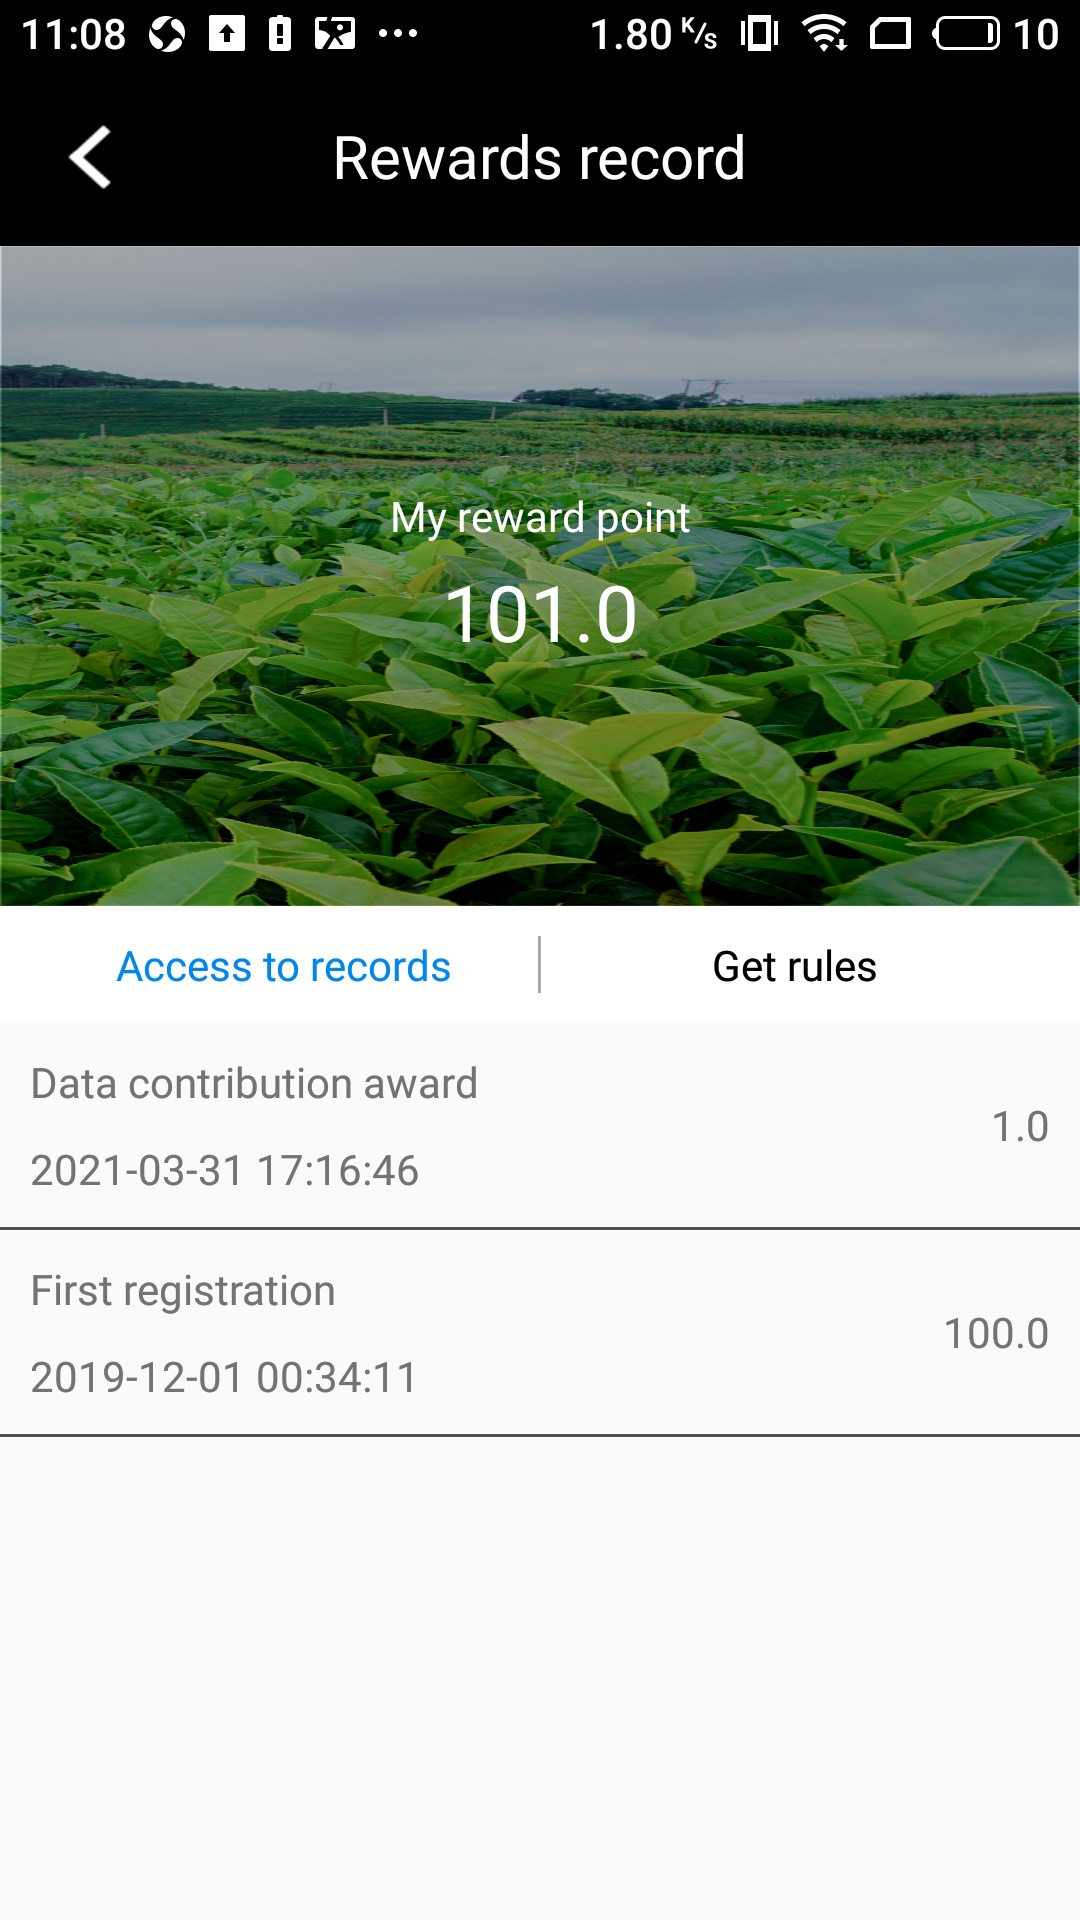 11:08 1.80 K/s 10
Rewards record
My reward point
101.0
Access to records Get rules
Data contribution award
1.0
2021-03-31 17:16:46
First registration
100.0
2019-12-01 00:34:11